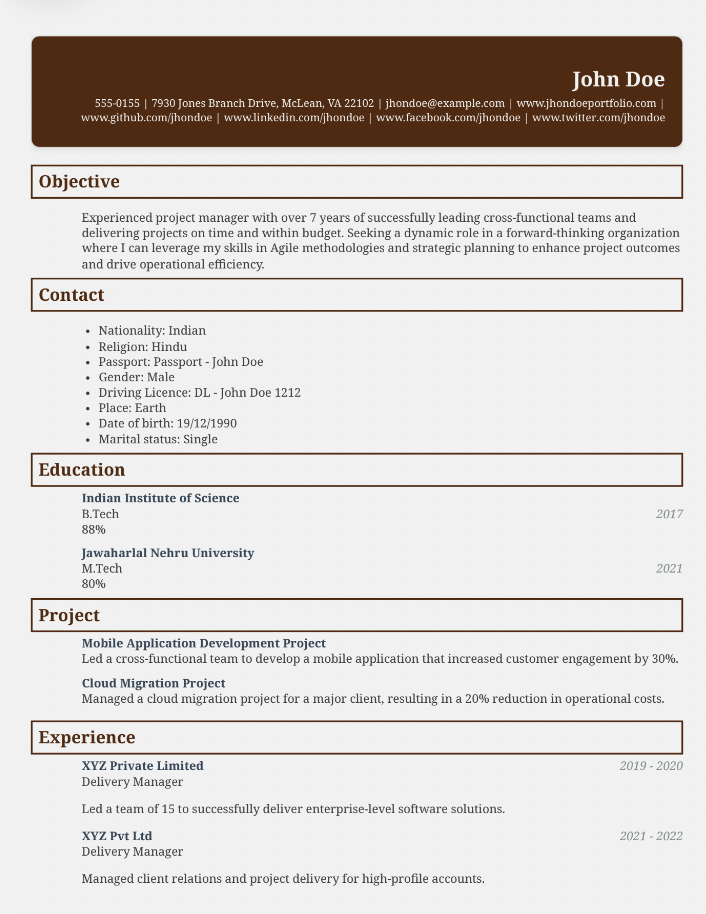 John Doe
555-0155 | 7930 Jones Branch Drive, McLean, VA 22102 | jhondoe@example.com | www.jhondoeportfolio.com |
www.github.com/jhondoe | www.linkedin.com/jhondoe | www.facebook.com/jhondoe | www.twitter.com/jhondoe
Objective
Experienced project manager with over 7 years of successfully leading cross-functional teams and
delivering projects on time and within budget. Seeking a dynamic role in a forward-thinking organization
where I can leverage my skills in Agile methodologies and strategic planning to enhance project outcomes
and drive operational efficiency.
Contact
• Nationality: Indian
• Religion: Hindu
• Passport: Passport - John Doe
• Gender: Male
• Driving Licence: DL - John Doe 1212
• Place: Earth
• Date of birth: 19/12/1990
• Marital status: Single
Education
Indian Institute of Science
B.Tech 2017
88%
Jawaharlal Nehru University
M.Tech 2021
80%
Project
Mobile Application Development Project
Led a cross-functional team to develop a mobile application that increased customer engagement by 30%.
Cloud Migration Project
Managed a cloud migration project for a major client, resulting in a 20% reduction in operational costs.
Experience
XYZ Private Limited 2019 - 2020
Delivery Manager
Led a team of 15 to successfully deliver enterprise-level software solutions.
XYZ Pvt Ltd 2021 - 2022
Delivery Manager
Managed client relations and project delivery for high-profile accounts.